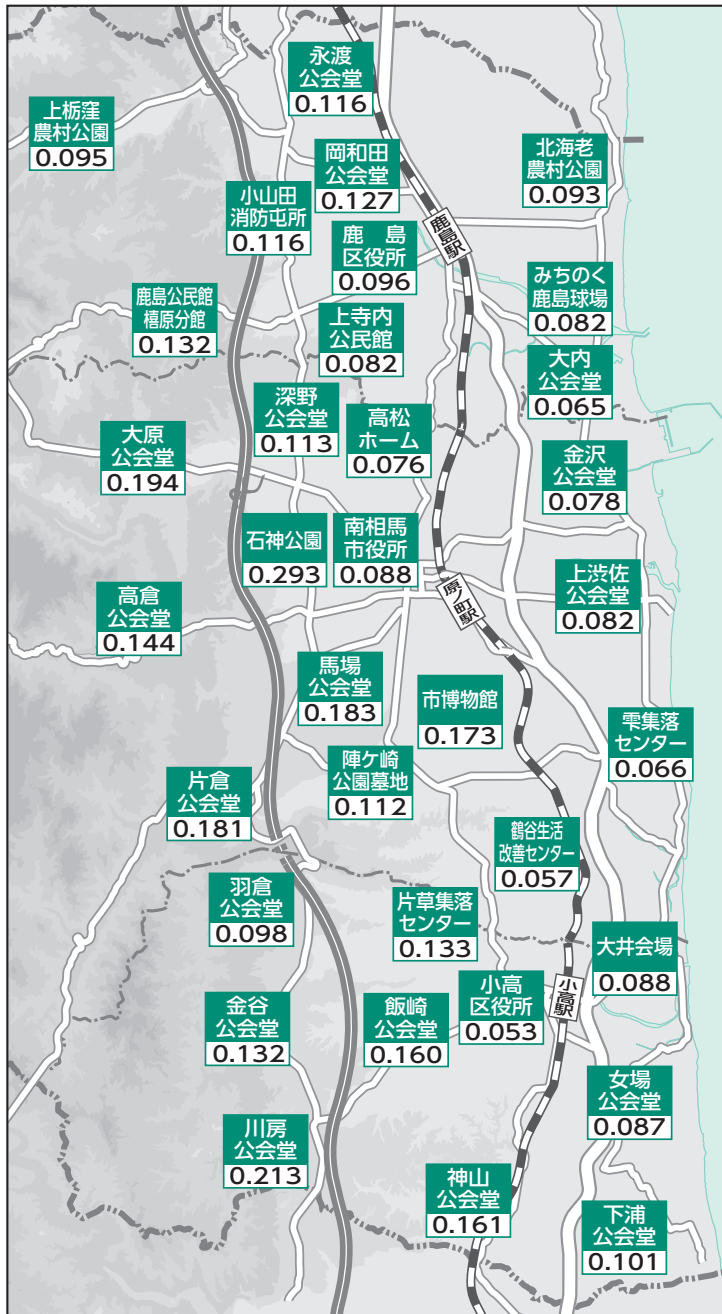 永渡
公会堂
0.116
上栃窪
農村公園
0.095
岡和田
公会堂
0.127
北海老
農村公園
0.093
小山田
消防屯所
0.116
鹿島駅
鹿　島
区役所
0.096
みちのく
鹿島球場
0.082
鹿島公民館
橲原分館
0.132
上寺内
公民館
0.082
大内
公会堂
0.065
深野
公会堂
0.113
高松
ホーム
0.076
大原
公会堂
0.194
金沢
公会堂
0.078
石神公園
0.293
南相馬
市役所
0.088
原ノ町駅
上渋佐
公会堂
0.082
高倉
公会堂
0.144
馬場
公会堂
0.183
市博物館
0.173
雫集落
センター
0.066
陣ケ崎
公園墓地
0.112
片倉
公会堂
0.181
鶴谷生活
改善センター
0.057
羽倉
公会堂
0.098
片草集落
センター
0.133
大井会場
0.088
小高
区役所
0.053
小高駅
金谷
公会堂
0.132
飯崎
公会堂
0.160
女場
公会堂
0.087
川房
公会堂
0.213
神山
公会堂
0.161
下浦
公会堂
0.101